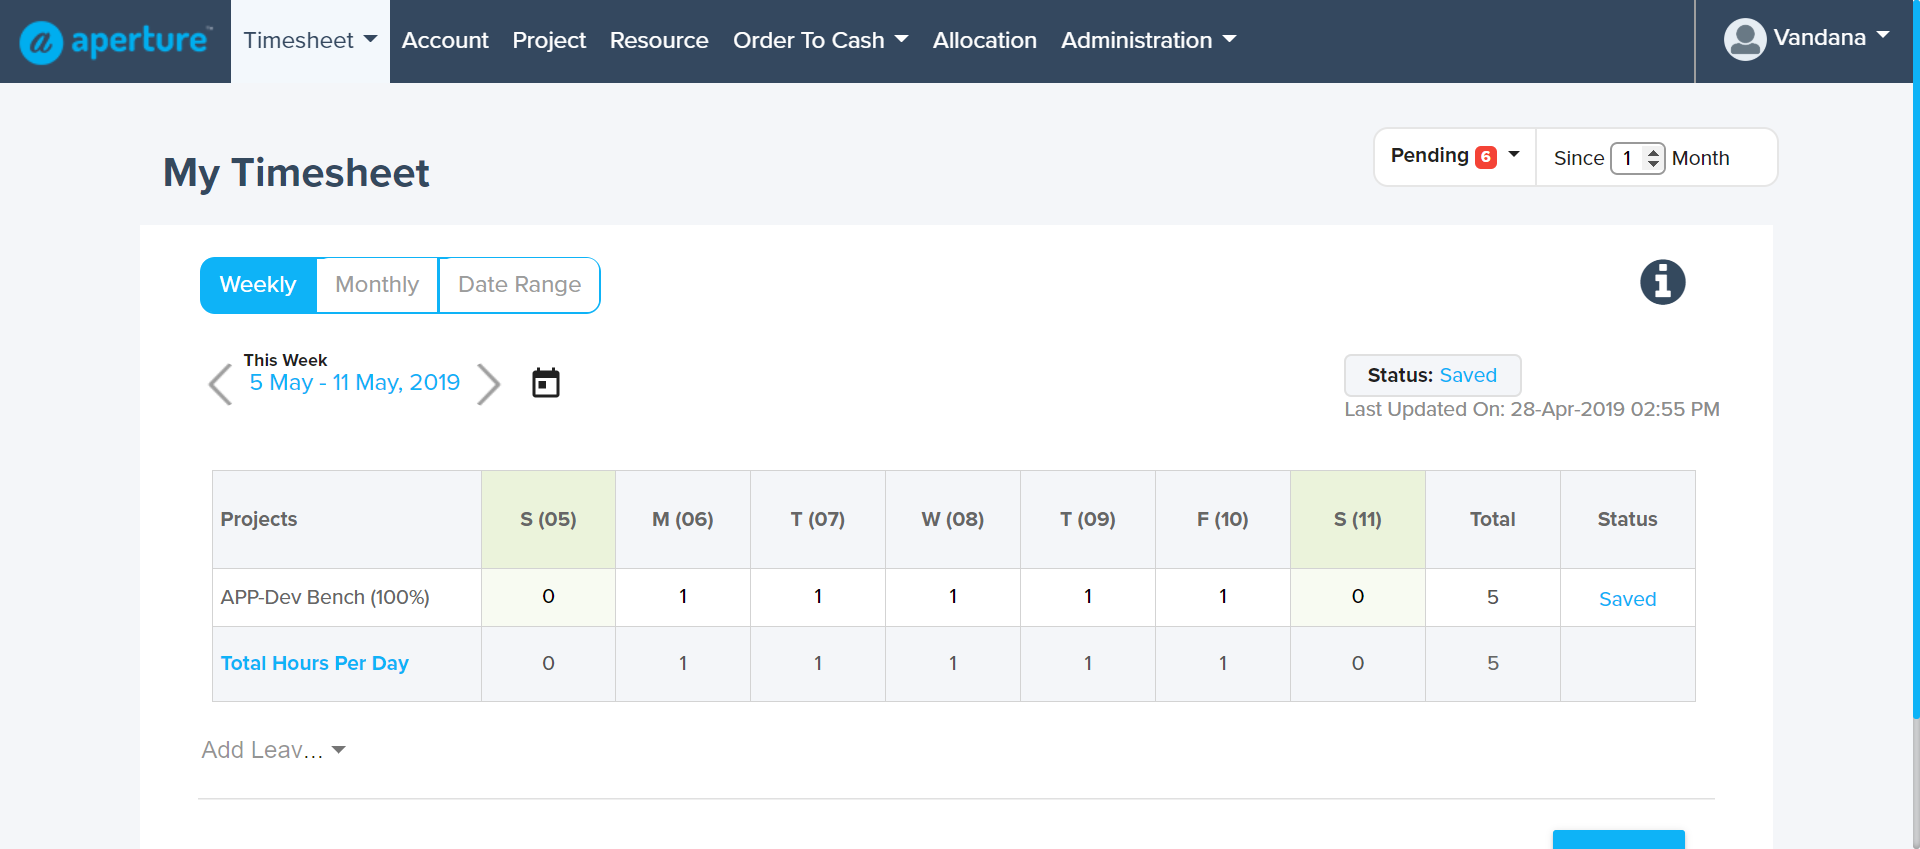 @ aperture™ Timesheet Account Project Resource Order To Cash Allocation Administration Vandana
My Timesheet
Pending 6 Since 1 Month
Weekly Monthly Date Range
This Week
5 May - 11 May, 2019
Status: Saved
Last Updated On: 28-Apr-2019 02:55 PM
Projects S (05) M (06) T (07) W (08) T (09) F (10) S (11) Total Status
APP-Dev Bench (100%) 0 1 1 1 1 1 0 5 Saved
Total Hours Per Day 0 1 1 1 1 1 0 5
Add Leav...